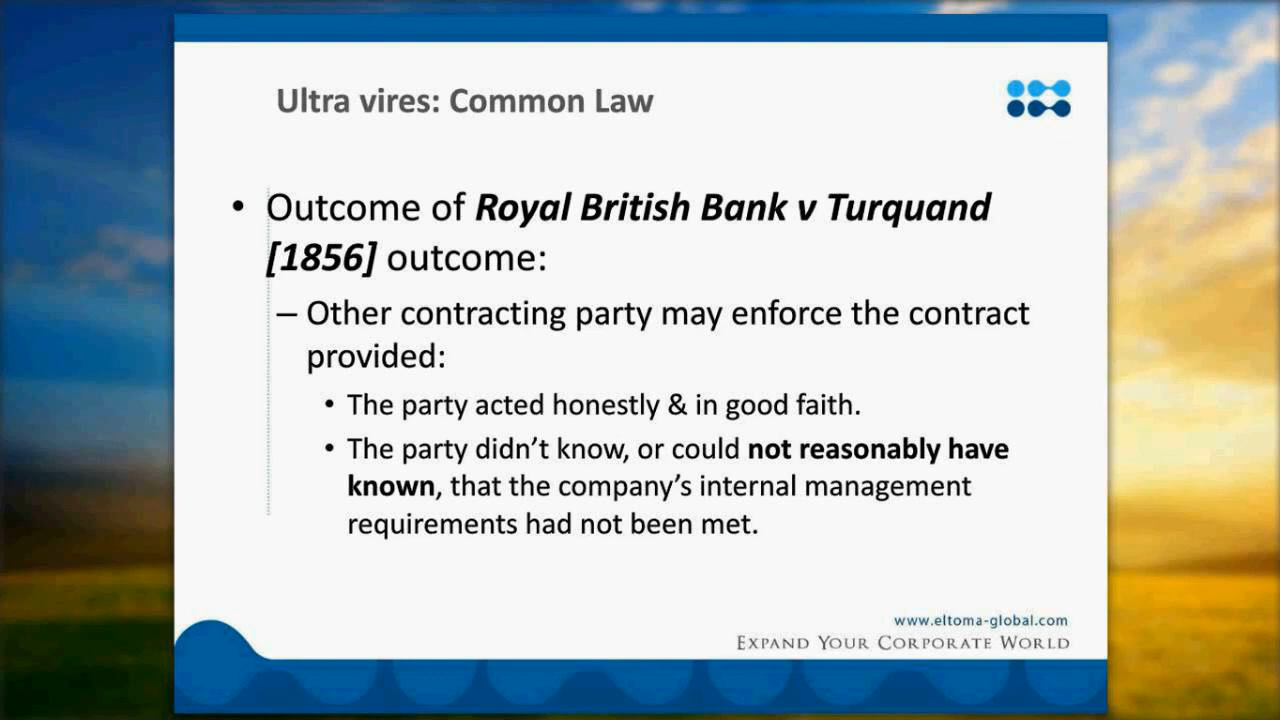 Ultra vires: Common Law
• Outcome of Royal British Bank v Turquand
[1856] outcome:
– Other contracting party may enforce the contract
provided:
• The party acted honestly & in good faith.
• The party didn’t know, or could not reasonably have
known, that the company’s internal management
requirements had not been met.
www.eltoma-global.com
EXPAND YOUR CORPORATE WORLD